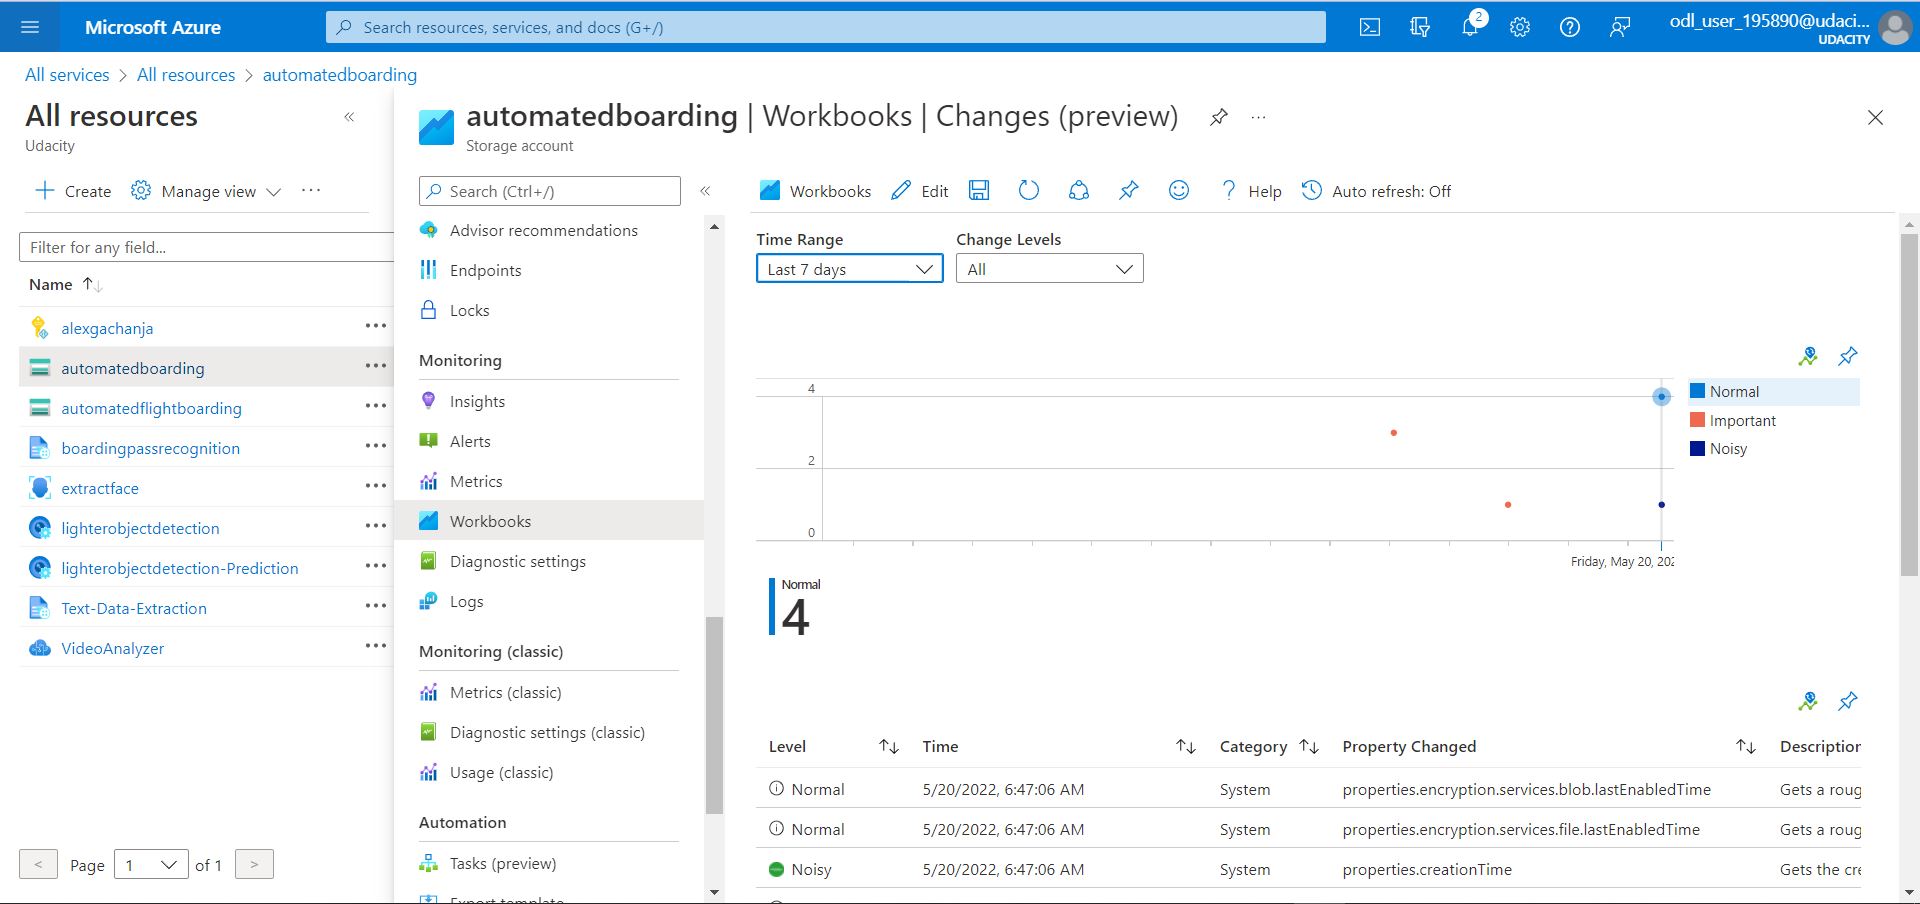 Microsoft Azure
Search resources, services, and docs (G+/)
2
odl_user_195890@udaci...
UDACITY
All services > All resources > automatedboarding
All resources
Udacity
Create
Manage view
Filter for any field...
Name
alexgachanja
automatedboarding
automatedflightboarding
boardingpassrecognition
extractface
lighterobjectdetection
lighterobjectdetection-Prediction
Text-Data-Extraction
VideoAnalyzer
< Page 1 of 1 >
automatedboarding | Workbooks | Changes (preview)
Storage account
Search (Ctrl+/)
Advisor recommendations
Endpoints
Locks
Monitoring
Insights
Alerts
Metrics
Workbooks
Diagnostic settings
Logs
Monitoring (classic)
Metrics (classic)
Diagnostic settings (classic)
Usage (classic)
Automation
Tasks (preview)
Export template
Workbooks Edit Help Auto refresh: Off
Time Range Change Levels
Last 7 days All
4
2
0
Friday, May 20, 202
Normal
Important
Noisy
Normal
4
Level Time Category Property Changed Description
Normal 5/20/2022, 6:47:06 AM System properties.encryption.services.blob.lastEnabledTime Gets a roug
Normal 5/20/2022, 6:47:06 AM System properties.encryption.services.file.lastEnabledTime Gets a roug
Noisy 5/20/2022, 6:47:06 AM System properties.creationTime Gets the cre